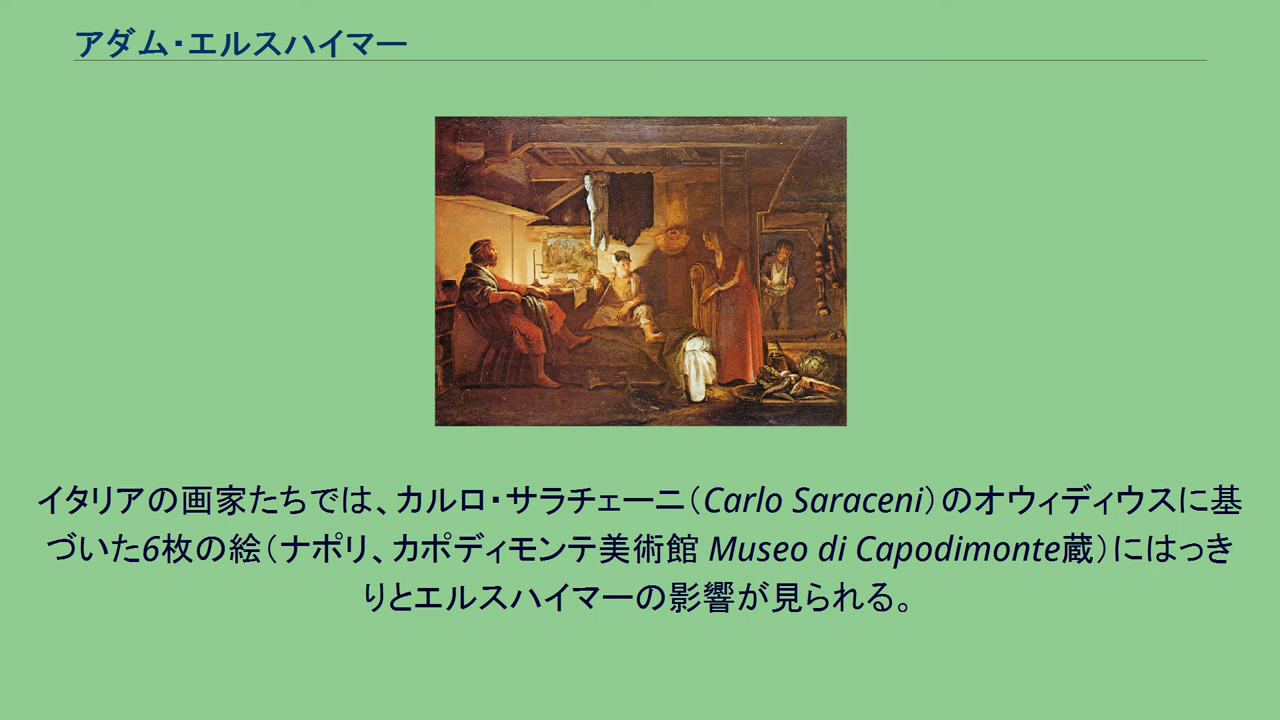 アダム・エルスハイマー
イタリアの画家たちでは、カルロ・サラチェーニ（Carlo Saraceni）のオウィディウスに基
づいた6枚の絵（ナポリ、カポディモンテ美術館 Museo di Capodimonte蔵）にはっき
りとエルスハイマーの影響が見られる。